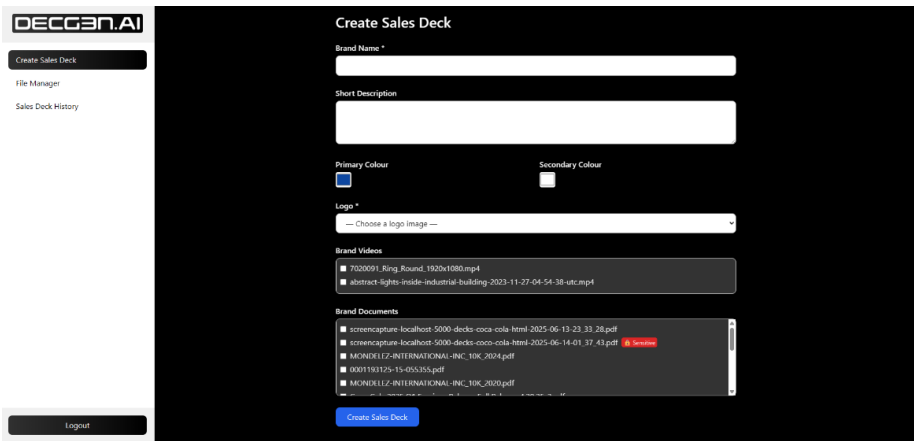 DECG3N.AI
Create Sales Deck
File Manager
Sales Deck History
Logout
Create Sales Deck
Brand Name *
Short Description
Primary Colour
Secondary Colour
Logo *
— Choose a logo image —
Brand Videos
7020091_Ring_Round_1920x1080.mp4
abstract-lights-inside-industrial-building-2023-11-27-04-54-38-utc.mp4
Brand Documents
screencapture-localhost-5000-decks-coca-cola-html-2025-06-13-23_33_28.pdf
screencapture-localhost-5000-decks-coco-cola-html-2025-06-14-01_37_43.pdf Sensitive
MONDELEZ-INTERNATIONAL-INC_10K_2024.pdf
0001193125-15-055355.pdf
MONDELEZ-INTERNATIONAL-INC_10K_2020.pdf
Create Sales Deck